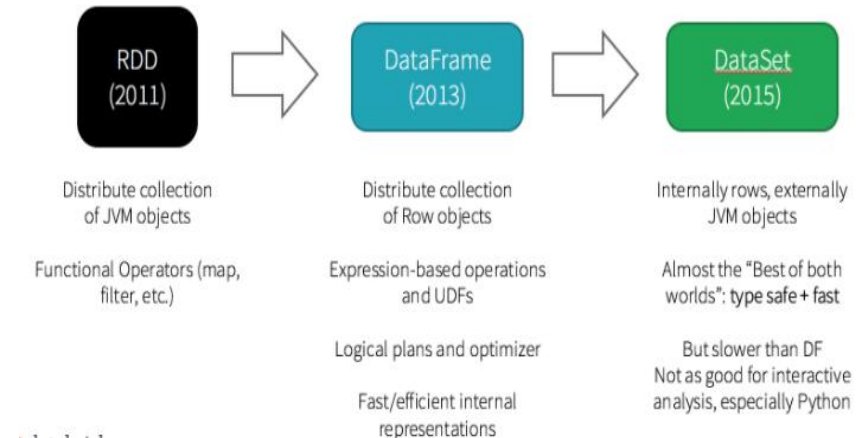 RDD
(2011)
DataFrame
(2013)
DataSet
(2015)
Distribute collection
of JVM objects
Functional Operators (map,
filter, etc.)
Distribute collection
of Row objects
Expression-based operations
and UDFs
Logical plans and optimizer
Fast/efficient internal
representations
Internally rows, externally
JVM objects
Almost the “Best of both
worlds”: type safe + fast
But slower than DF
Not as good for interactive
analysis, especially Python